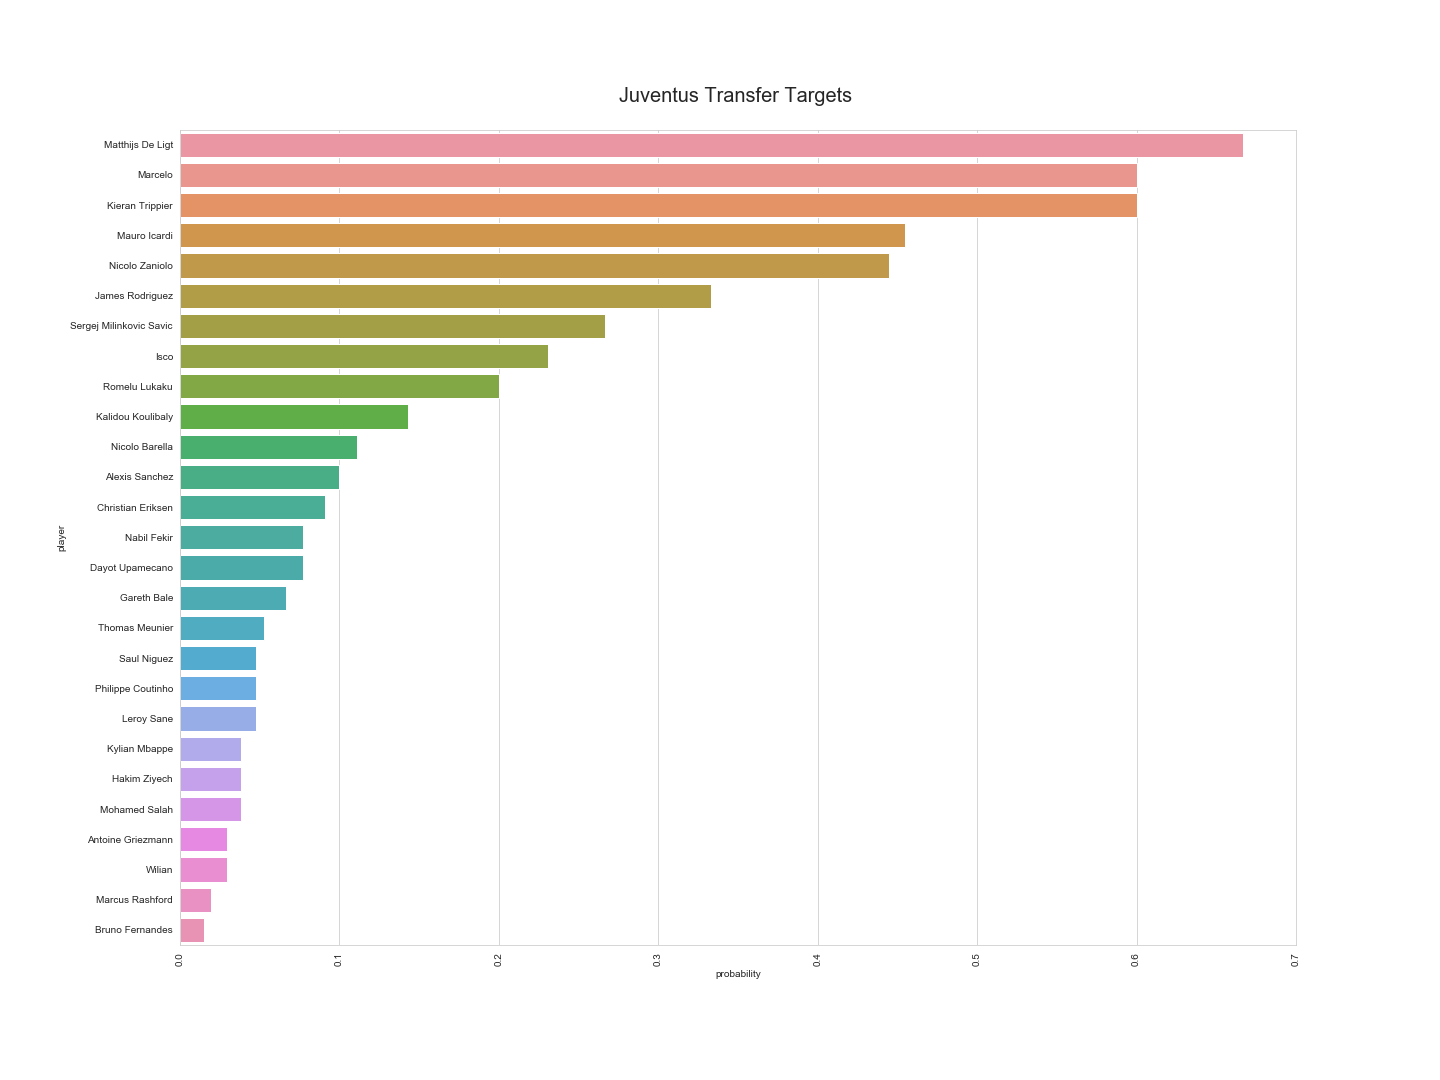 Juventus Transfer Targets
Matthijs De Ligt
Marcelo
Kieran Trippier
Mauro Icardi
Nicolo Zaniolo
James Rodriguez
Sergej Milinkovic Savic
Isco
Romelu Lukaku
Kalidou Koulibaly
Nicolo Barella
Alexis Sanchez
Christian Eriksen
Nabil Fekir
Dayot Upamecano
Gareth Bale
Thomas Meunier
Saul Niguez
Philippe Coutinho
Leroy Sane
Kylian Mbappe
Hakim Ziyech
Mohamed Salah
Antoine Griezmann
Wilian
Marcus Rashford
Bruno Fernandes
player
0.0 0.1 0.2 0.3 0.4 0.5 0.6 0.7
probability